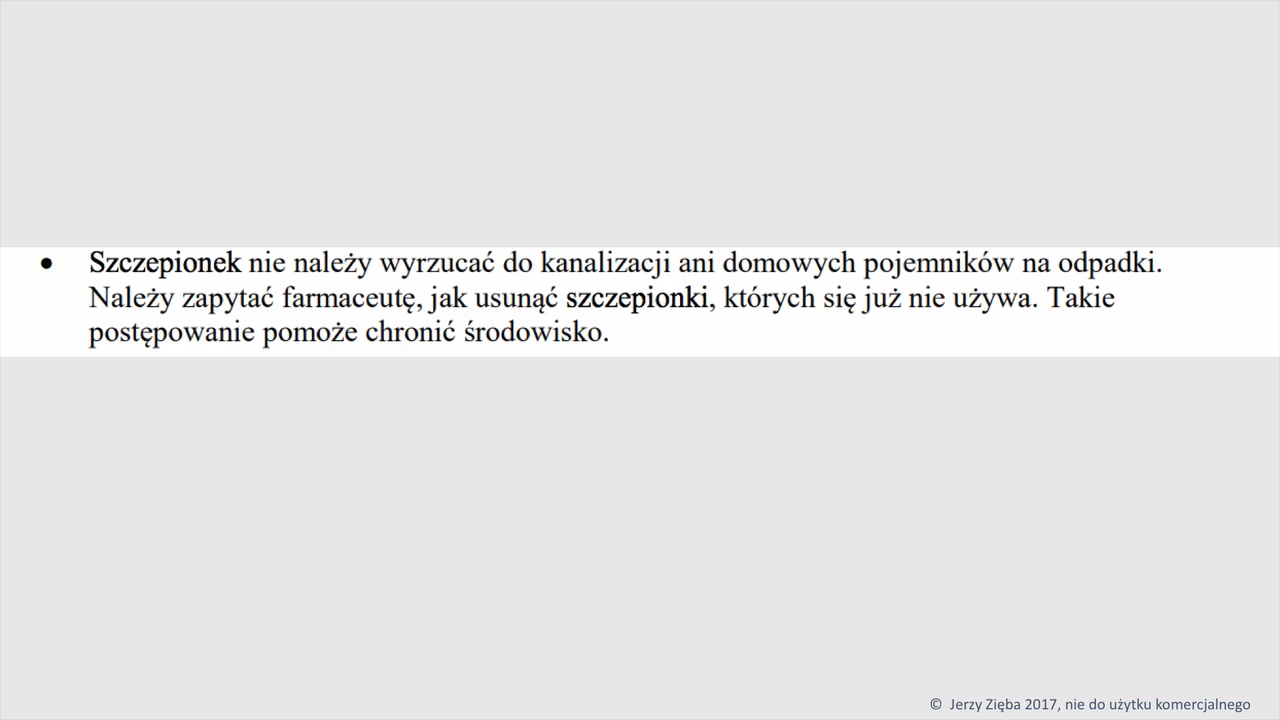 • Szczepionek nie należy wyrzucać do kanalizacji ani domowych pojemników na odpadki.
Należy zapytać farmaceutę, jak usunąć szczepionki, których się już nie używa. Takie
postępowanie pomoże chronić środowisko.
© Jerzy Zięba 2017, nie do użytku komercjalnego